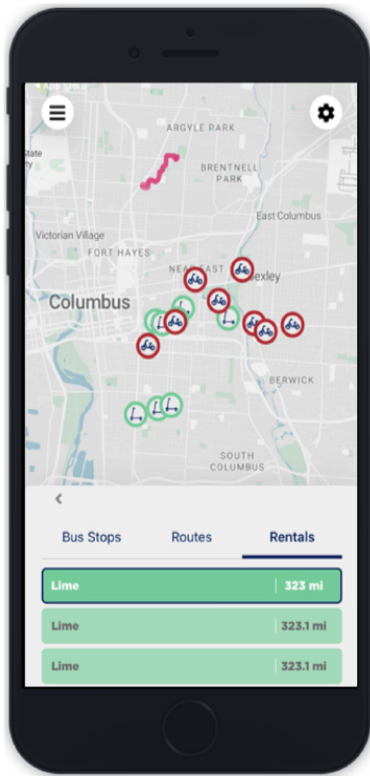 ARGYLE PARK
State
BRENTNELL
PARK
East Columbus
Victorian Village
FORT HAYES
NEAR EAST
Bexley
Columbus
BERWICK
SOUTH
COLUMBUS
Bus Stops Routes Rentals
Lime 323 mi
Lime 323.1 mi
Lime 323.1 mi